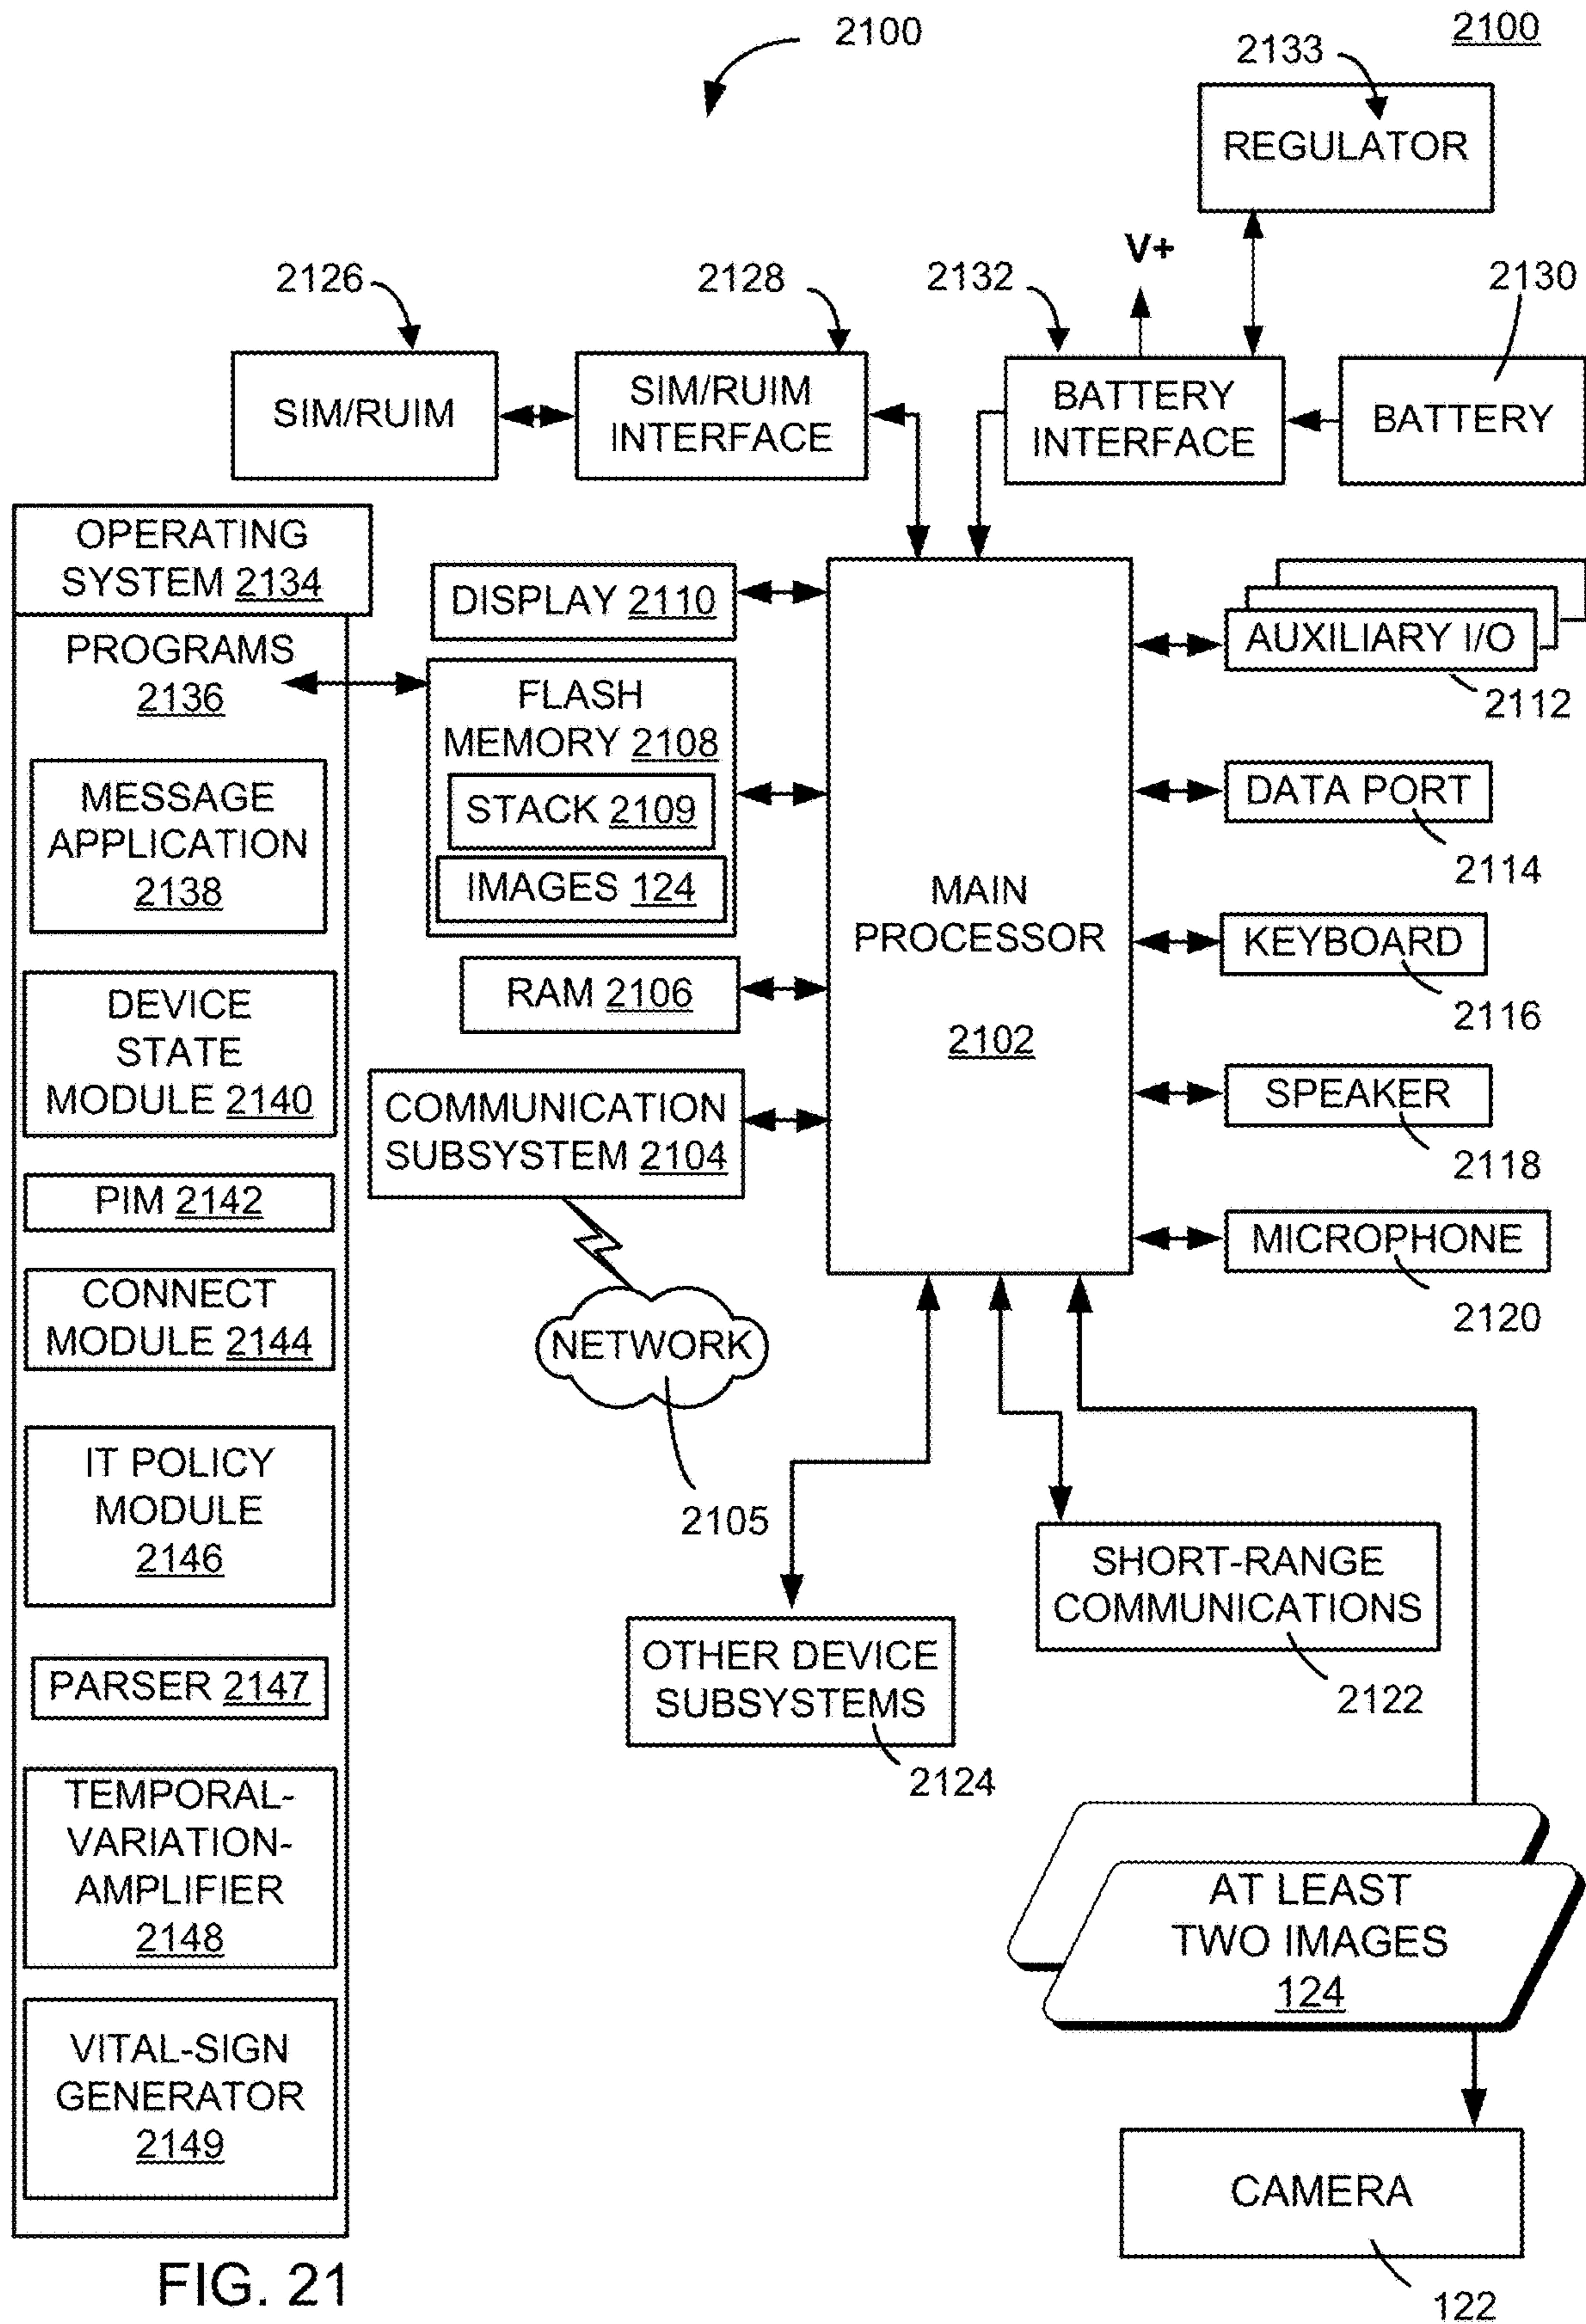 2100
2100
2133
REGULATOR
V+
2126
2128
2132
2130
SIM/RUIM
SIM/RUIM
INTERFACE
BATTERY
INTERFACE
BATTERY
OPERATING
SYSTEM 2134
PROGRAMS
2136
MESSAGE
APPLICATION
2138
DEVICE
STATE
MODULE 2140
PIM 2142
CONNECT
MODULE 2144
IT POLICY
MODULE
2146
PARSER 2147
TEMPORAL-
VARIATION-
AMPLIFIER
2148
VITAL-SIGN
GENERATOR
2149
DISPLAY 2110
FLASH
MEMORY 2108
STACK 2109
IMAGES 124
RAM 2106
COMMUNICATION
SUBSYSTEM 2104
NETWORK
2105
MAIN
PROCESSOR
2102
AUXILIARY I/O
2112
DATA PORT
2114
KEYBOARD
2116
SPEAKER
2118
MICROPHONE
2120
SHORT-RANGE
COMMUNICATIONS
2122
OTHER DEVICE
SUBSYSTEMS
2124
AT LEAST
TWO IMAGES
124
CAMERA
122
FIG. 21